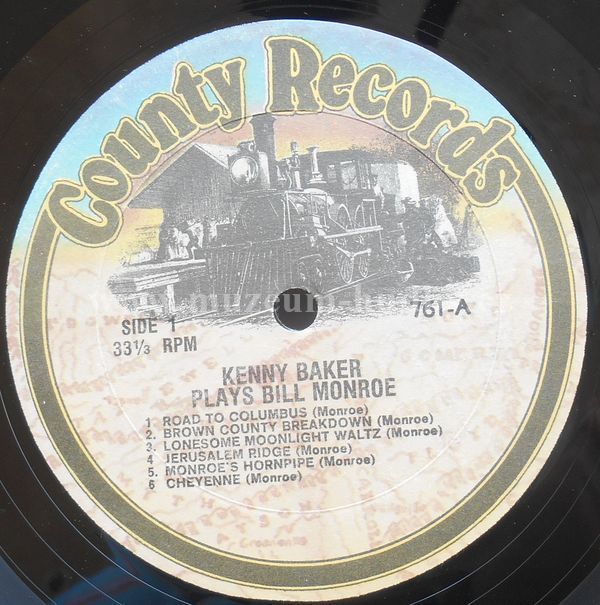 County Records
SIDE 1
33⅓ RPM
761-A
KENNY BAKER
PLAYS BILL MONROE
1 ROAD TO COLUMBUS (Monroe)
2. BROWN COUNTY BREAKDOWN (Monroe)
3. LONESOME MOONLIGHT WALTZ (Monroe)
4 JERUSALEM RIDGE (Monroe)
5. MONROE'S HORNPIPE (Monroe)
6 CHEYENNE (Monroe)